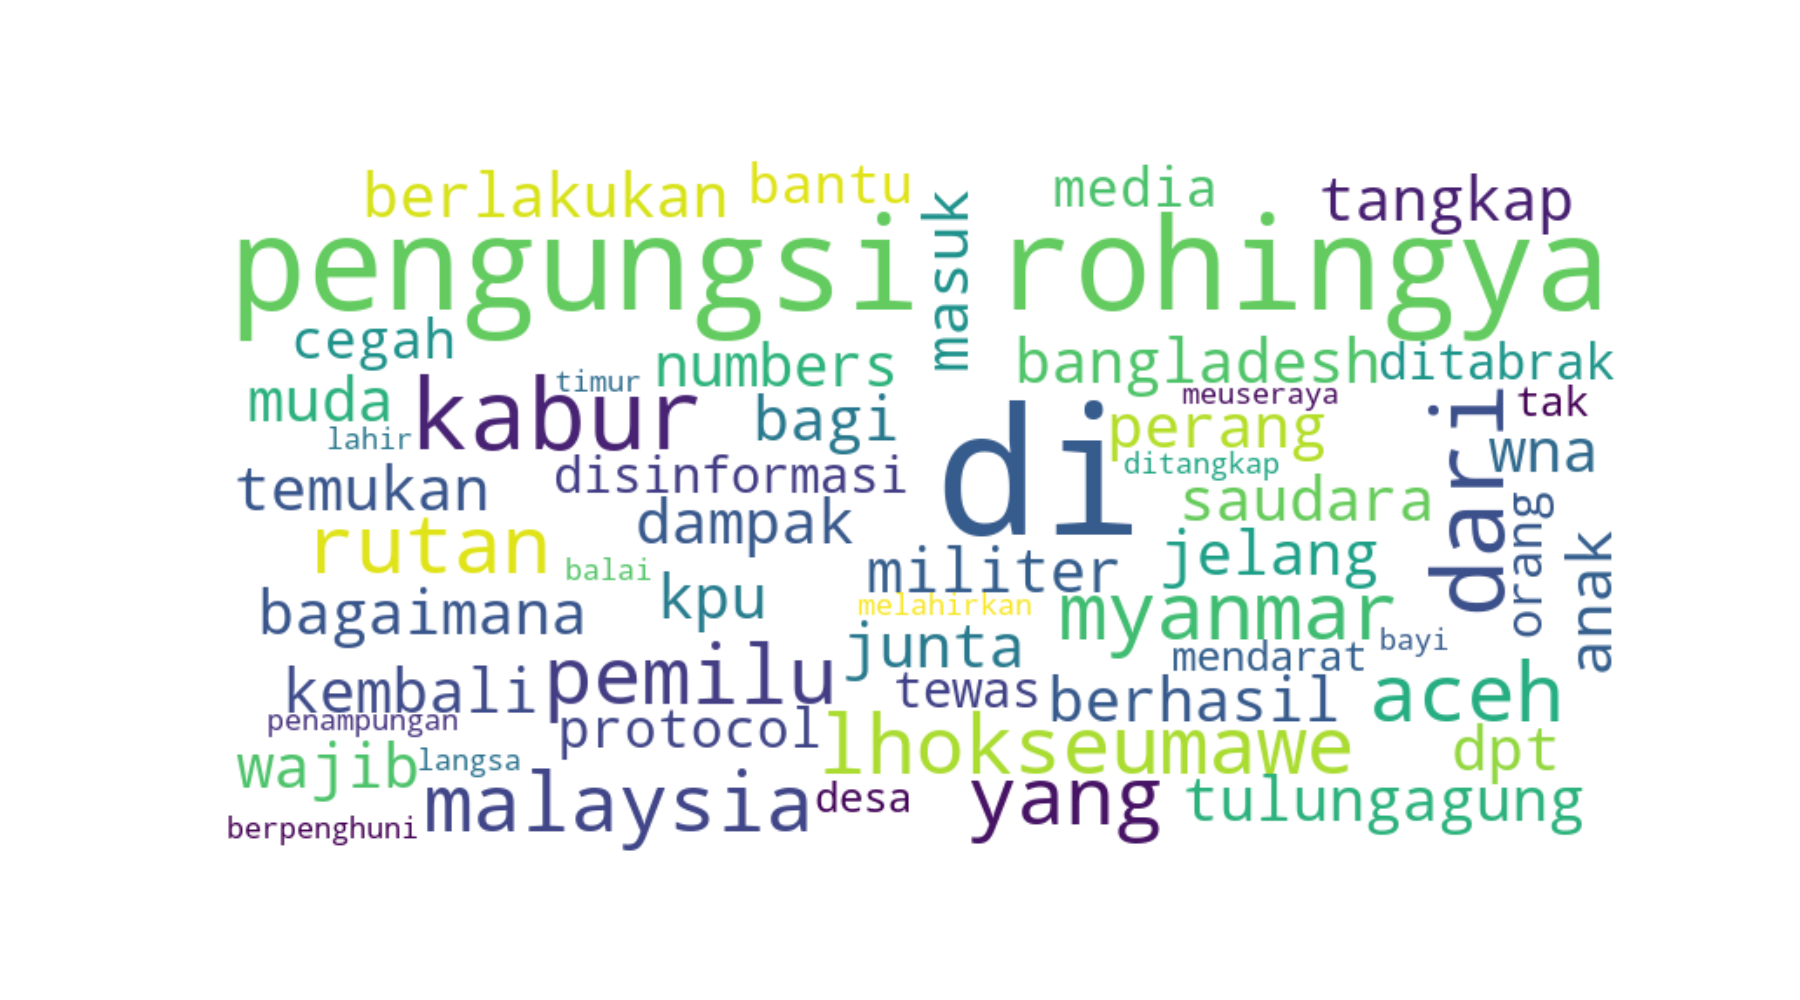 berlakukan
bantu
media
tangkap
pengungsi
masuk
rohingya
cegah
numbers
bangladesh
ditabrak
muda
kabur
timur
bagi
meuseraya
tak
lahir
di
perang
dari
wna
temukan
disinformasi
ditangkap
saudara
orang
rutan
dampak
jelang
anak
balai
militer
bagaimana
kpu
melahirkan
myanmar
junta
mendarat
bayi
kembali
pemilu
tewas
berhasil
aceh
penampungan
protocol
lhokseumawe
dpt
wajib
langsa
malaysia
desa
yang
tulungagung
berpenghuni